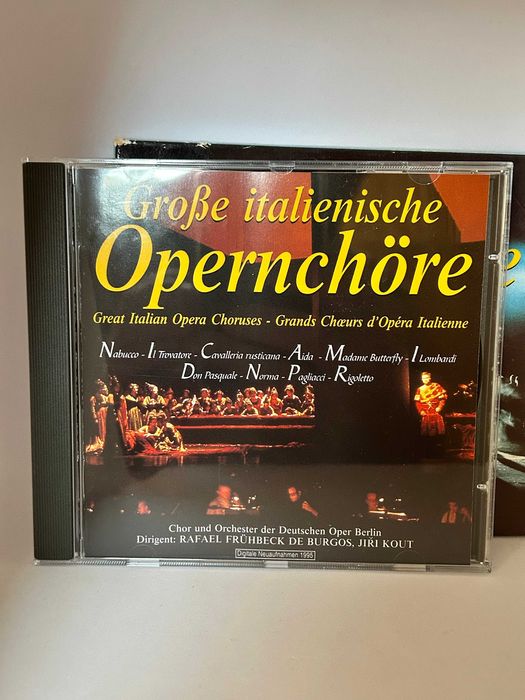 Große italienische
Opernchöre
Great Italian Opera Choruses - Grands Chœurs d'Opéra Italienne
Nabucco - Il Trovatore - Cavalleria rusticana - Aida - Madame Butterfly - I Lombardi
Don Pasquale - Norma - Pagliacci - Rigoletto
Chor und Orchester der Deutschen Oper Berlin
Dirigent: RAFAEL FRÜHBECK DE BURGOS, JIŘI KOUT
Digitale Neuaufnahmen 1995